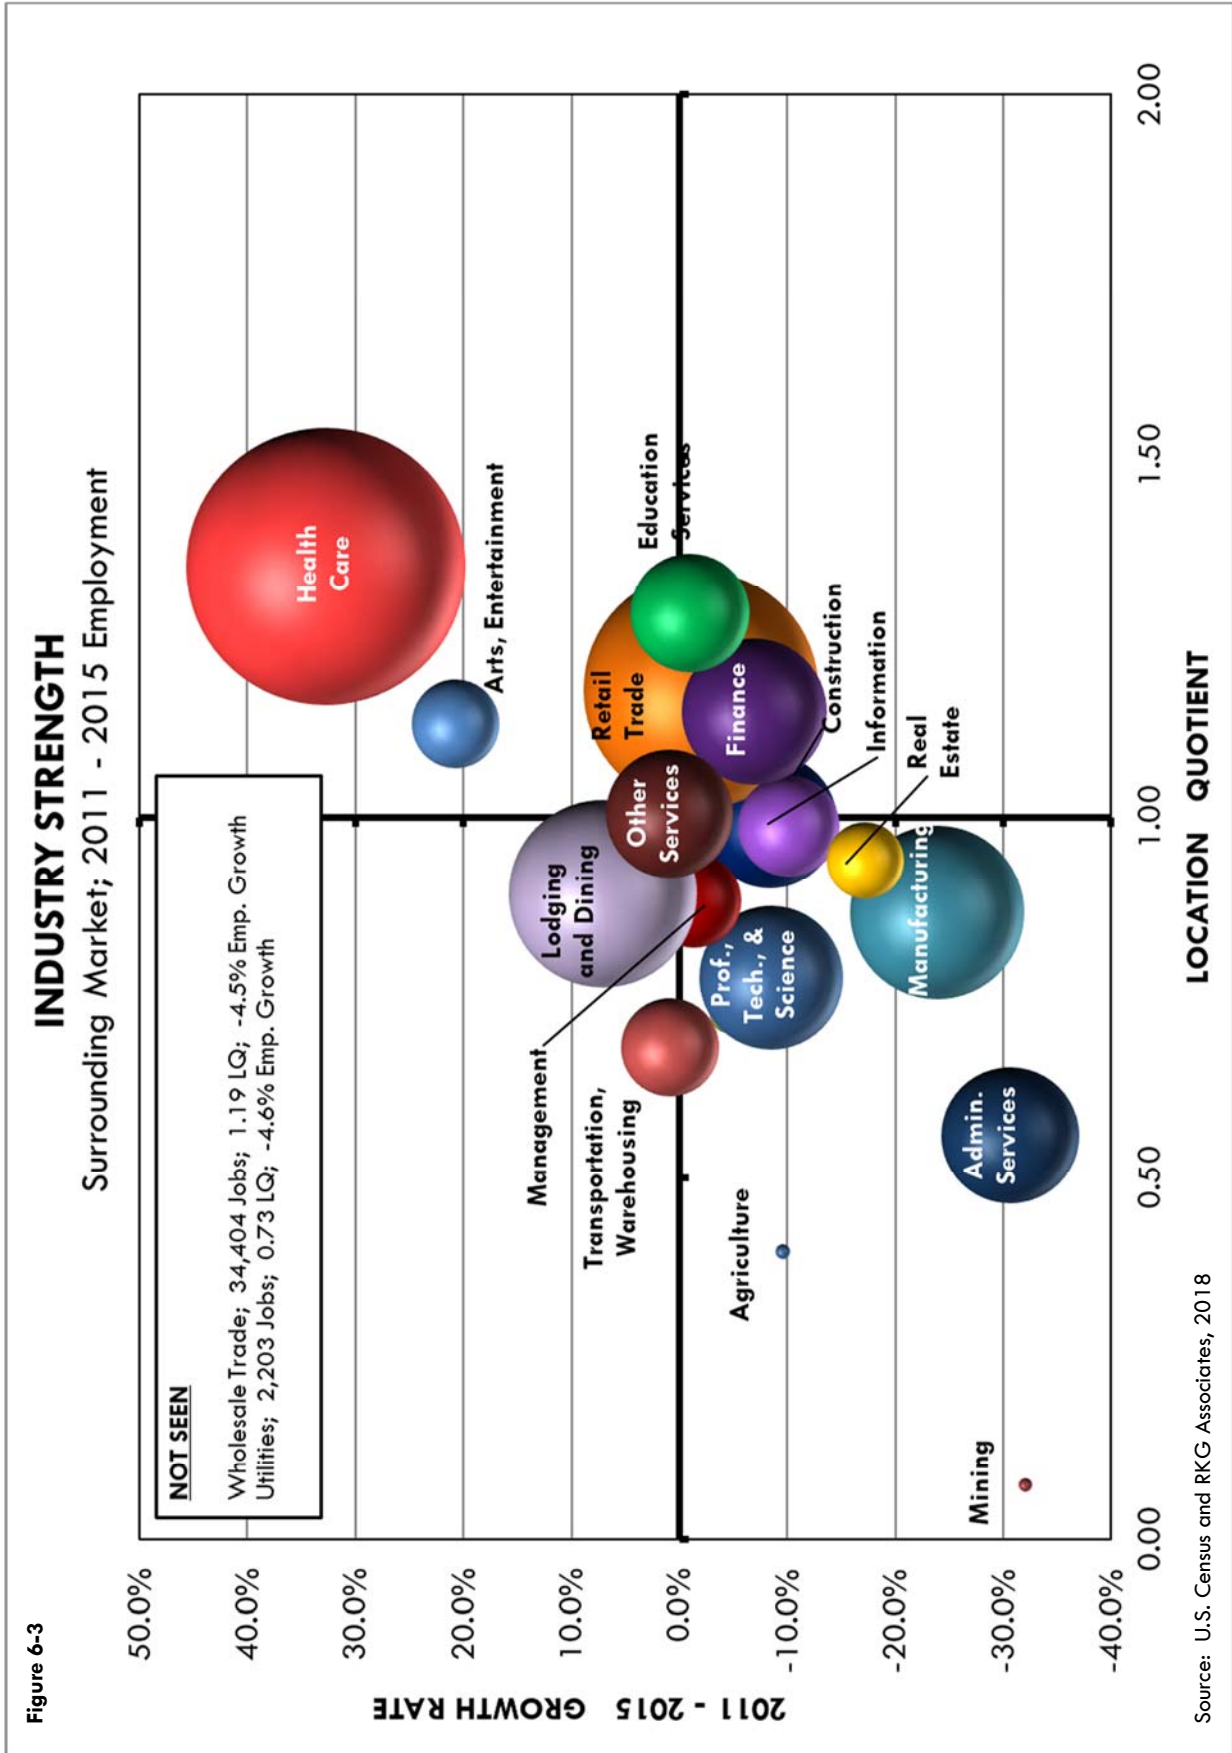 Figure 6-3
INDUSTRY STRENGTH
Surrounding Market; 2011 - 2015 Employment
NOT SEEN
Wholesale Trade; 34,404 Jobs; 1.19 LQ; -4.5% Emp. Growth
Utilities; 2,203 Jobs; 0.73 LQ; -4.6% Emp. Growth
2011 - 2015 GROWTH RATE
50.0%
40.0%
30.0%
20.0%
10.0%
0.0%
-10.0%
-20.0%
-30.0%
-40.0%
Health
Care
Arts, Entertainment
Management
Lodging
and Dining
Transportation,
Warehousing
Other
Services
Retail
Trade
Education
Services
Finance
Agriculture
Prof.,
Tech., &
Science
Construction
Information
Real
Estate
Manufacturing
Admin.
Services
Mining
0.00
0.50
1.00
1.50
2.00
LOCATION QUOTIENT
Source: U.S. Census and RKG Associates, 2018